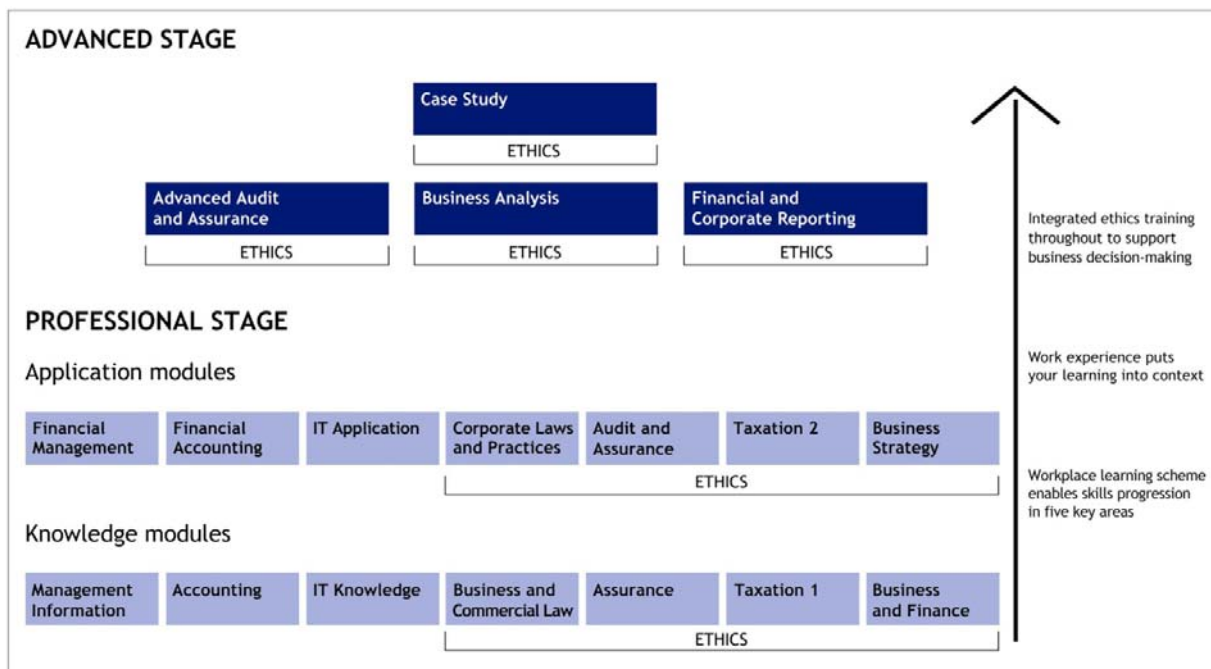 ADVANCED STAGE
Case Study
ETHICS
Advanced Audit
and Assurance
Business Analysis
Financial and
Corporate Reporting
ETHICS
ETHICS
ETHICS
Integrated ethics training
throughout to support
business decision-making
PROFESSIONAL STAGE
Application modules
Work experience puts
your learning into context
Financial
Management
Financial
Accounting
IT Application
Corporate Laws
and Practices
Audit and
Assurance
Taxation 2
Business
Strategy
ETHICS
Workplace learning scheme
enables skills progression
in five key areas
Knowledge modules
Management
Information
Accounting
IT Knowledge
Business and
Commercial Law
Assurance
Taxation 1
Business
and Finance
ETHICS